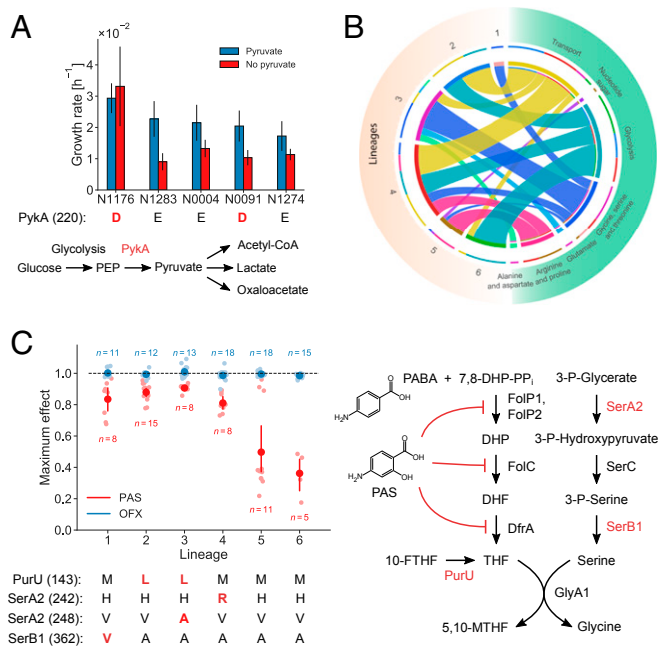 A
×10⁻²
Growth rate [h⁻¹]
4
3
2
1
0
Pyruvate
No pyruvate
N1176 N1283 N0004 N0091 N1274
PykA (220): D E E D E
Glycolysis PykA
Glucose PEP Pyruvate
Acetyl-CoA
Lactate
Oxaloacetate
B
Lineages
1
2
3
4
5
6
Transport
Nucleotide
sugar
Glycolysis
Glycine, serine
and threonine
Glutamate
Arginine
and proline
Alanine
and aspartate
C
Maximum effect
1.0
0.8
0.6
0.4
0.2
0.0
n = 11 n = 12 n = 13 n = 18 n = 18 n = 15
n = 8 n = 15 n = 8 n = 8 n = 11 n = 5
PAS
OFX
1 2 3 4 5 6
Lineage
PurU (143): M L L M M M
SerA2 (242): H H H R H H
SerA2 (248): V V A V V V
SerB1 (362): V A A A A A
PABA + 7,8-DHP-PPᵢ
FolP1,
FolP2
DHP
FolC
DHF
DfrA
10-FTHF THF
PurU
5,10-MTHF
O
OH
H₂N
O
OH
OH
H₂N
PAS
3-P-Glycerate
SerA2
3-P-Hydroxypyruvate
SerC
3-P-Serine
SerB1
Serine
GlyA1
Glycine